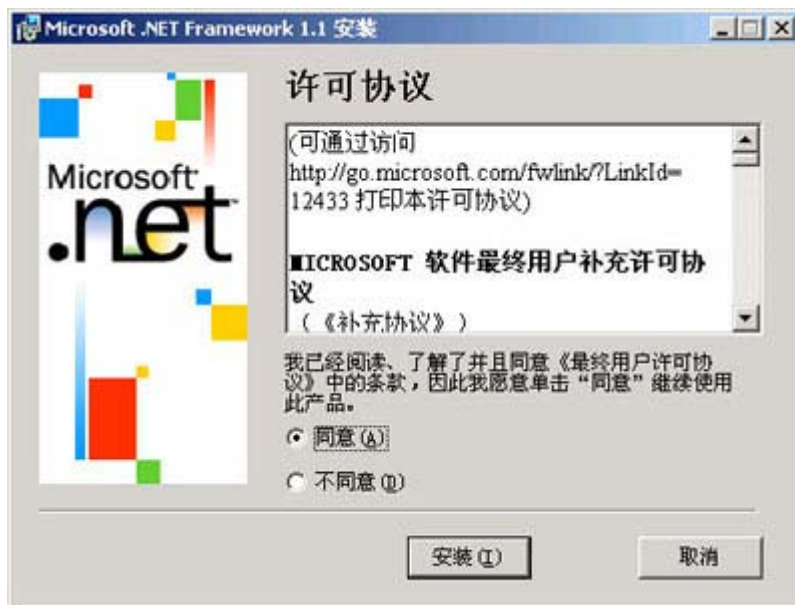 Microsoft .NET Framework 1.1 安装
Microsoft
.net
许可协议
(可通过访问
http://go.microsoft.com/fwlink/?LinkId=
12433 打印本许可协议)
MICROSOFT 软件最终用户补充许可协
议
(《补充协议》)
我已经阅读、了解了并且同意《最终用户许可协
议》中的条款，因此我愿意单击“同意”继续使用
此产品。
同意(A)
不同意(D)
安装(I)
取消